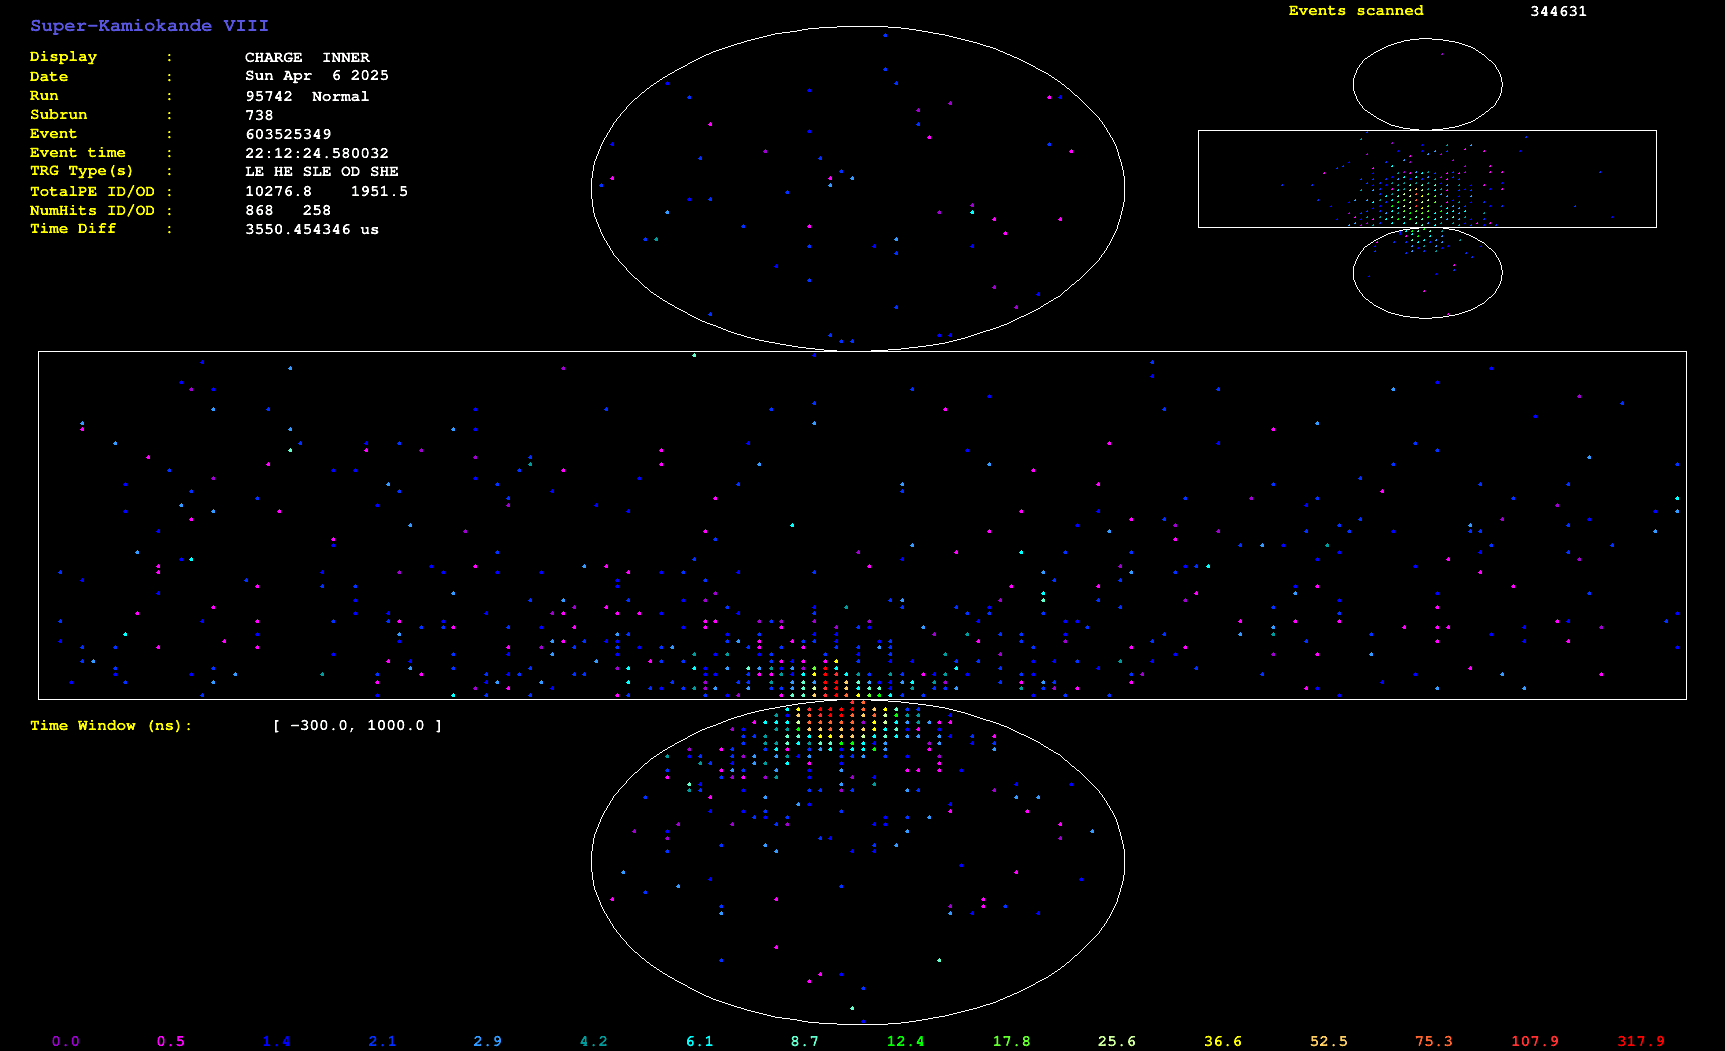 Super-Kamiokande VIII
Events scanned 344631
Display : CHARGE INNER
Date : Sun Apr 6 2025
Run : 95742 Normal
Subrun : 738
Event : 603525349
Event time : 22:12:24.580032
TRG Type(s) : LE HE SLE OD SHE
TotalPE ID/OD : 10276.8 1951.5
NumHits ID/OD : 868 258
Time Diff : 3550.454346 us
Time Window (ns): [ -300.0, 1000.0 ]
0.0 0.5 1.4 2.1 2.9 4.2 6.1 8.7 12.4 17.8 25.6 36.6 52.5 75.3 107.9 317.9